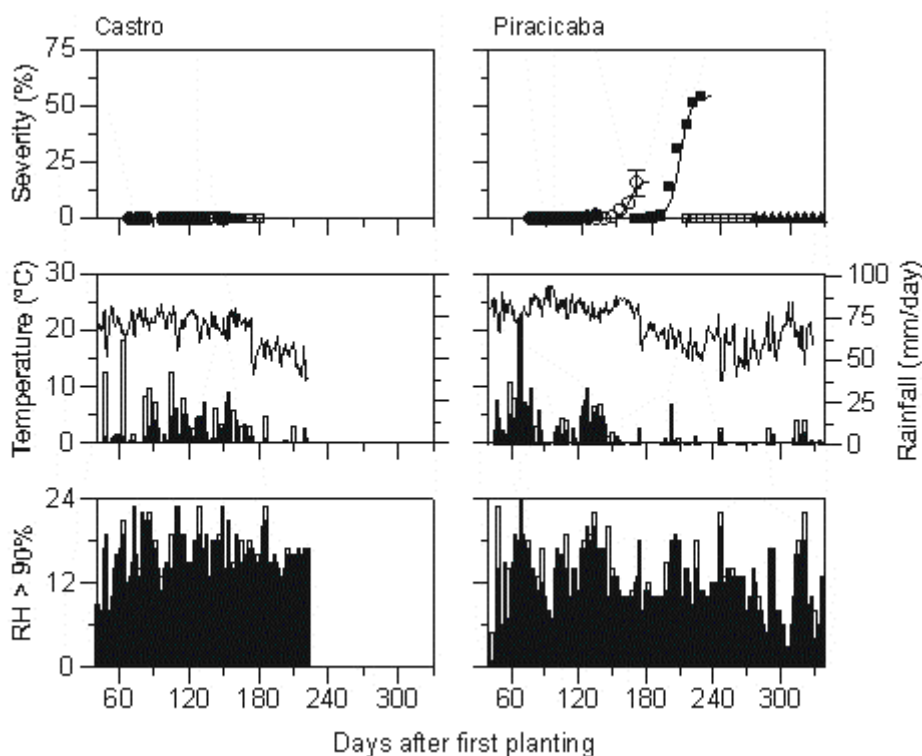 Castro Piracicaba
Severity (%)
75
50
25
0
Temperature (°C)
30
20
10
0
100
75
50
25
0
Rainfall (mm/day)
RH > 90%
24
12
0
60 120 180 240 300 60 120 180 240 300
Days after first planting